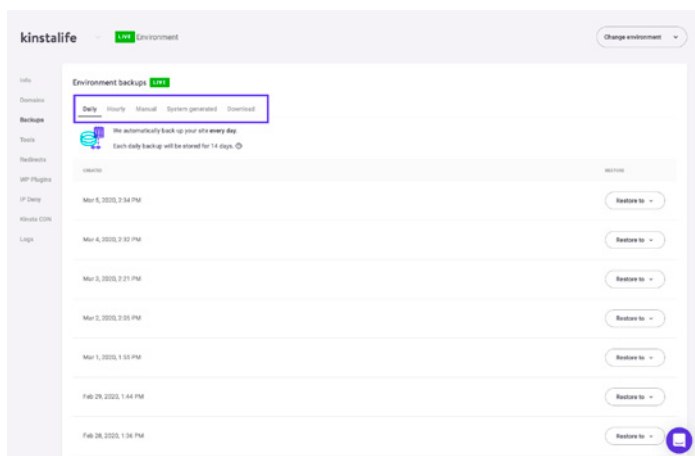 kinstalife
LIVE Environment
Change environment
Info
Domains
Backups
Tools
Redirects
WP Plugins
IP Deny
Kinsta CDN
Logs
Environment backups LIVE
Daily Hourly Manual System generated Download
We automatically back up your site every day.
Each daily backup will be stored for 14 days.
CREATED RESTORE
Mar 5, 2020, 2:54 PM Restore to
Mar 4, 2020, 2:32 PM Restore to
Mar 3, 2020, 2:21 PM Restore to
Mar 2, 2020, 2:05 PM Restore to
Mar 1, 2020, 1:55 PM Restore to
Feb 29, 2020, 1:44 PM Restore to
Feb 28, 2020, 1:36 PM Restore to